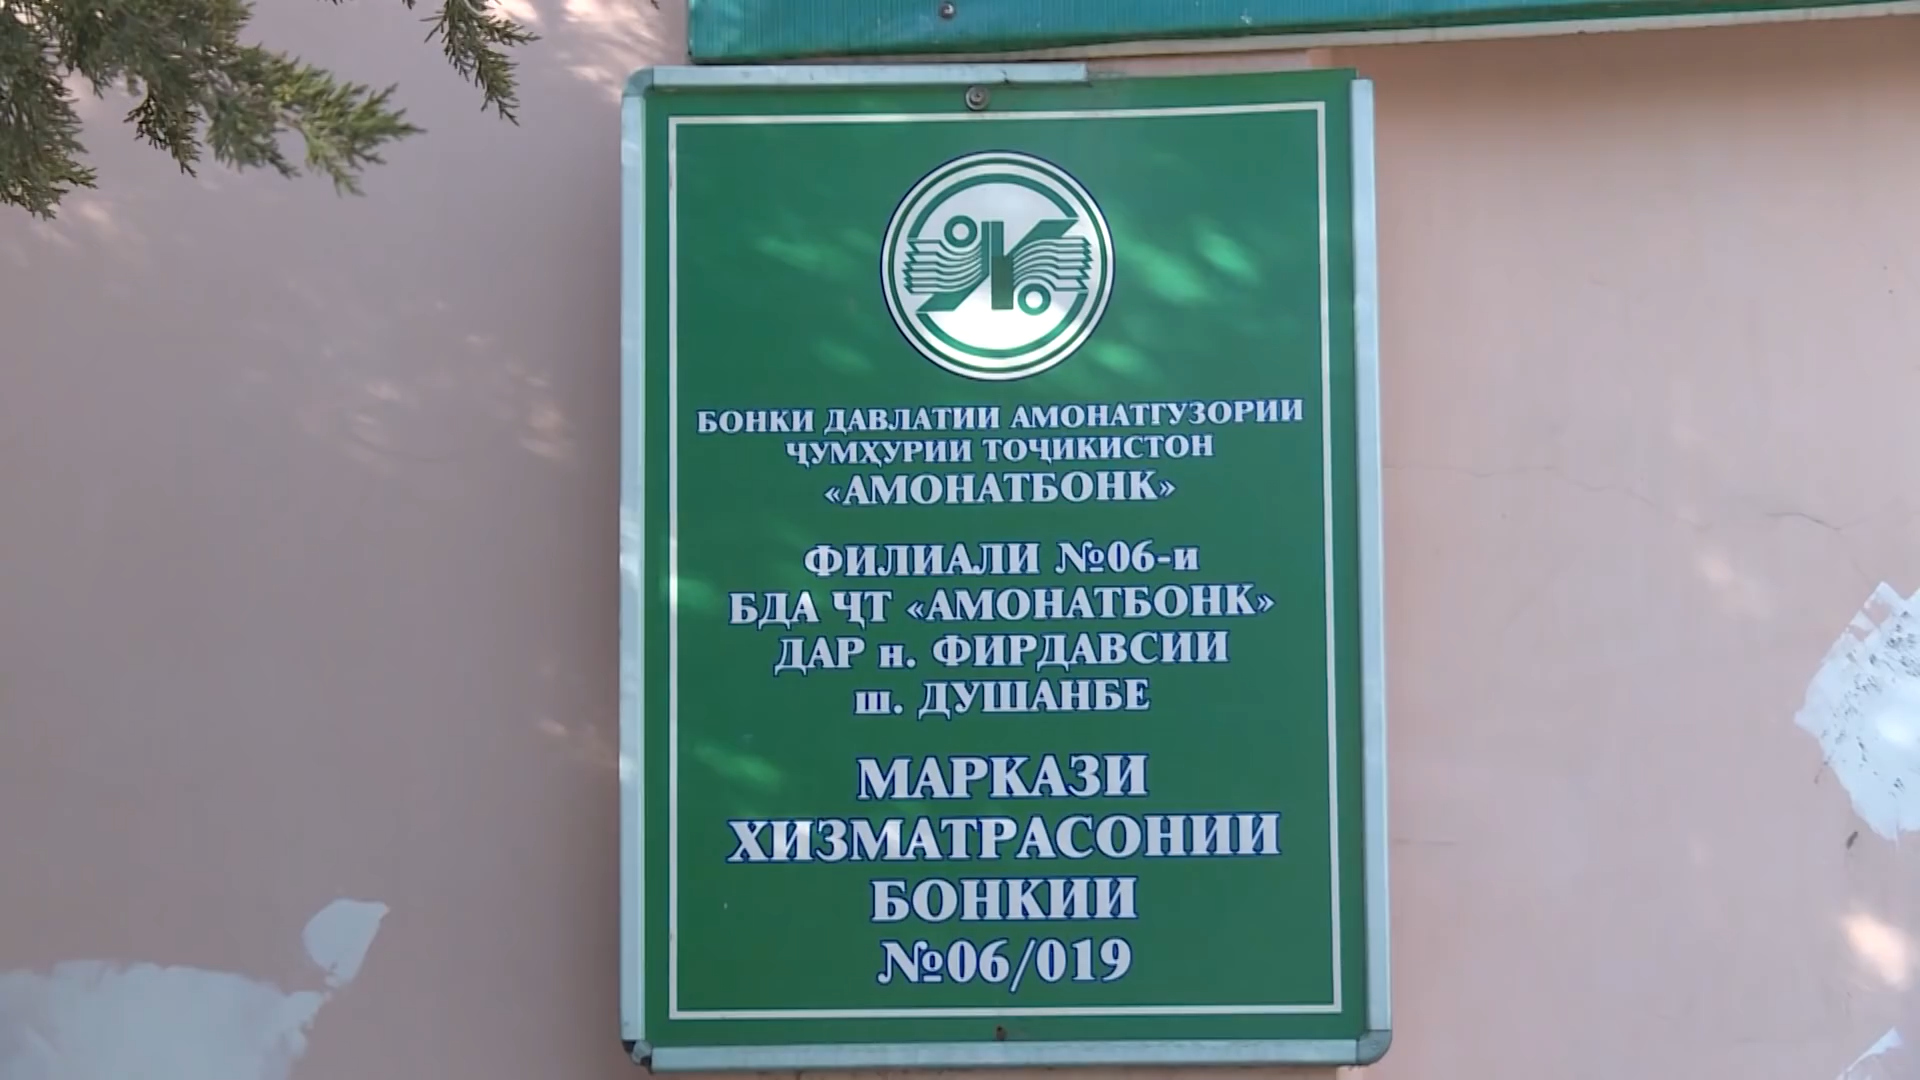 БОНКИ ДАВЛАТИИ АМОНАТГУЗОРИИ
ҶУМҲУРИИ ТОҶИКИСТОН
«АМОНАТБОНК»
ФИЛИАЛИ №06-и
БДА ҶТ «АМОНАТБОНК»
ДАР н. ФИРДАВСИИ
ш. ДУШАНБЕ
МАРКАЗИ
ХИЗМАТРАСОНИИ
БОНКИИ
№06/019